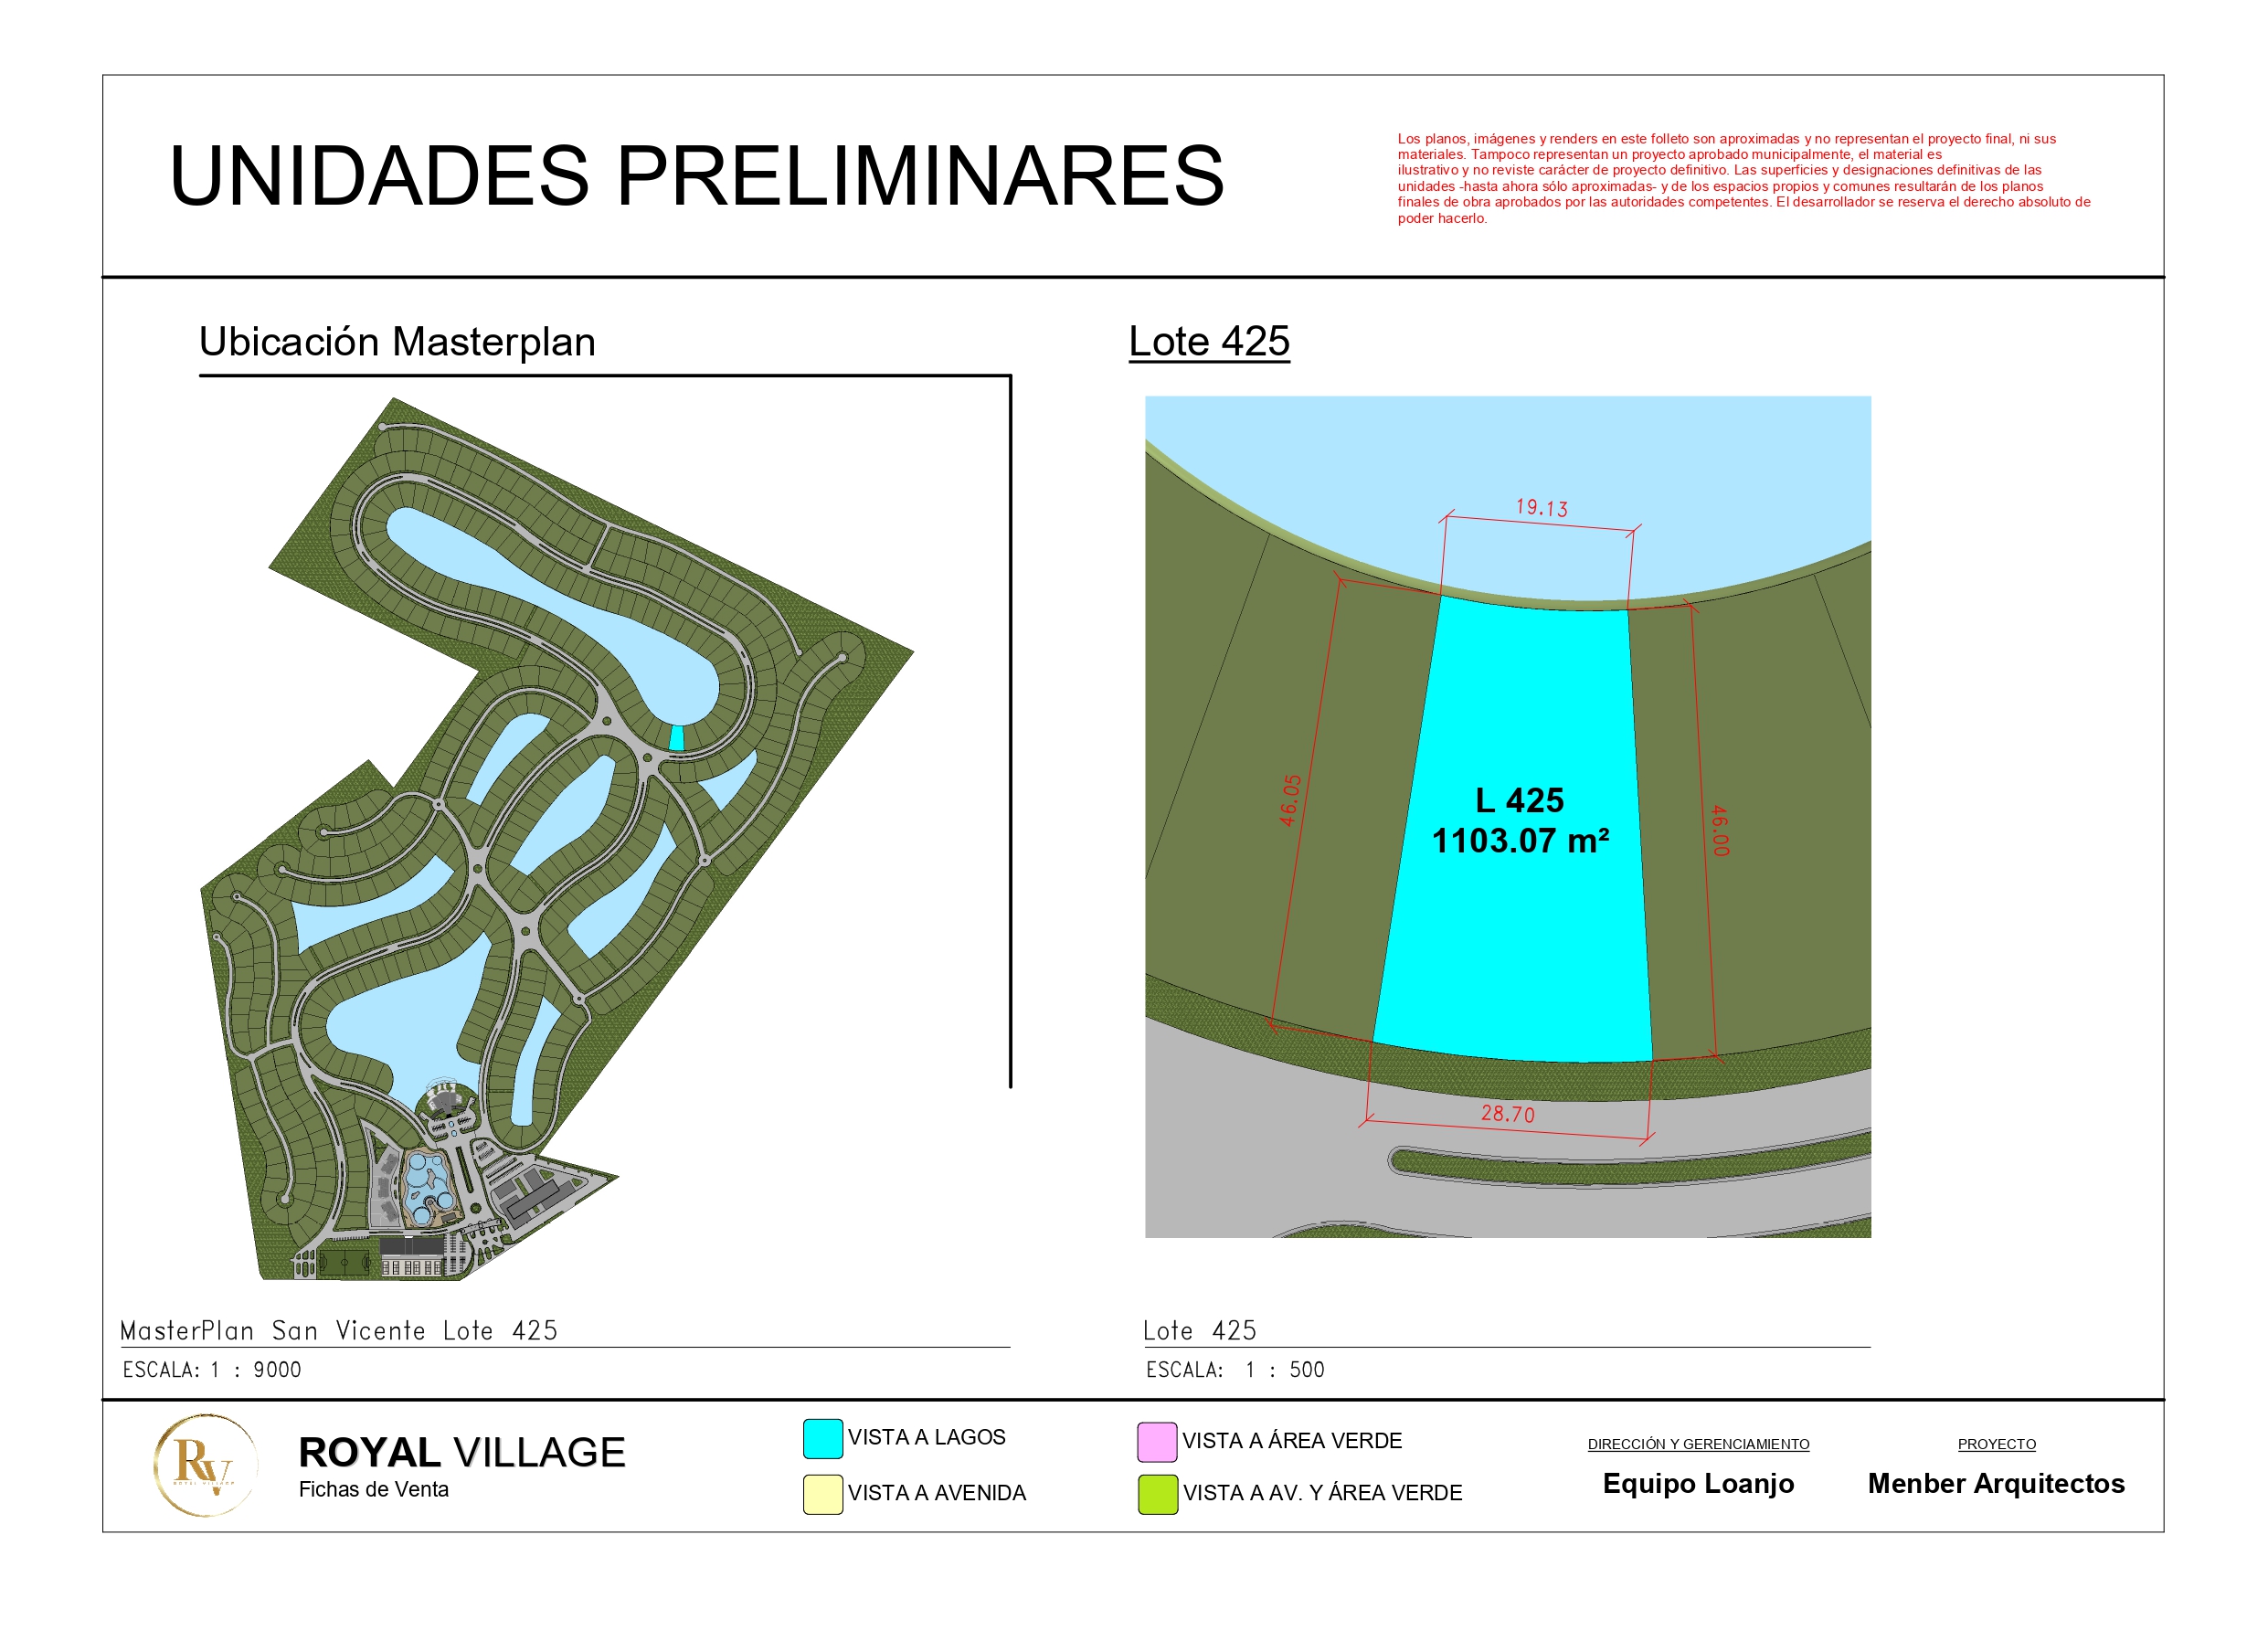 UNIDADES PRELIMINARES
Los planos, imágenes y renders en este folleto son aproximadas y no representan el proyecto final, ni sus
materiales. Tampoco representan un proyecto aprobado municipalmente, el material es
ilustrativo y no reviste carácter de proyecto definitivo. Las superficies y designaciones definitivas de las
unidades -hasta ahora sólo aproximadas- y de los espacios propios y comunes resultarán de los planos
finales de obra aprobados por las autoridades competentes. El desarrollador se reserva el derecho absoluto de
poder hacerlo.
Ubicación Masterplan
Lote 425
19.13
46.05
L 425
1103.07 m²
46.00
28.70
MasterPlan San Vicente Lote 425
ESCALA: 1 : 9000
Lote 425
ESCALA: 1 : 500
RV
ROYAL VILLAGE
ROYAL VILLAGE
Fichas de Venta
VISTA A LAGOS
VISTA A AVENIDA
VISTA A ÁREA VERDE
VISTA A AV. Y ÁREA VERDE
DIRECCIÓN Y GERENCIAMIENTO
Equipo Loanjo
PROYECTO
Menber Arquitectos